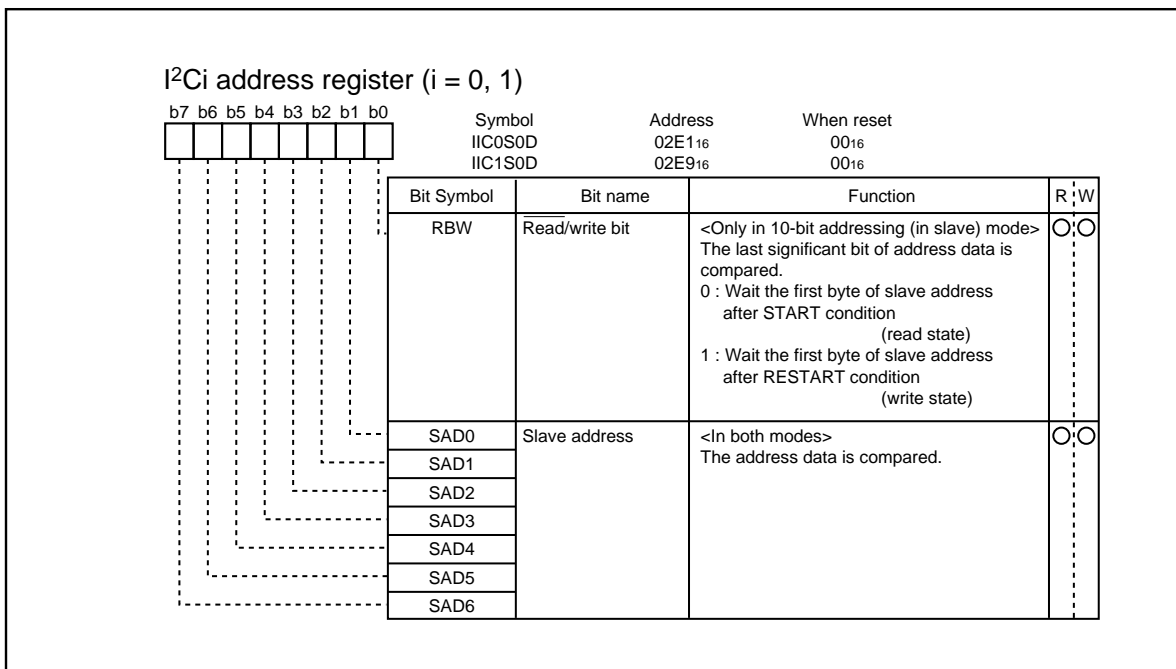 I²Ci address register (i = 0, 1)
b7 b6 b5 b4 b3 b2 b1 b0
Symbol Address When reset
IIC0S0D 02E1₁₆ 00₁₆
IIC1S0D 02E9₁₆ 00₁₆
Bit Symbol Bit name Function R W
RBW Read/write bit <Only in 10-bit addressing (in slave) mode>
The last significant bit of address data is
compared.
0 : Wait the first byte of slave address
after START condition
(read state)
1 : Wait the first byte of slave address
after RESTART condition
(write state)
SAD0 Slave address <In both modes>
The address data is compared.
SAD1
SAD2
SAD3
SAD4
SAD5
SAD6